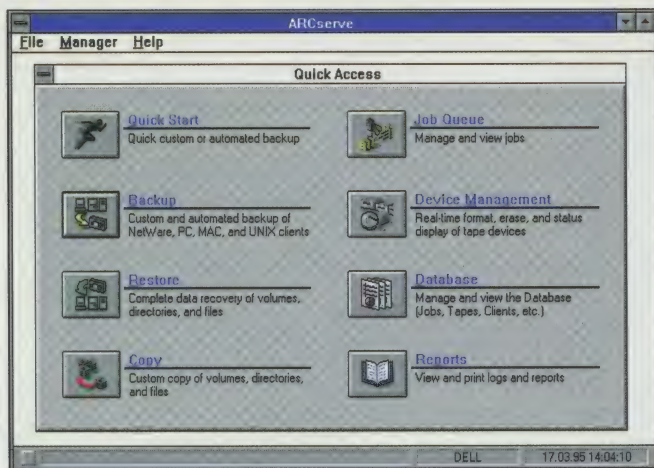 ARCserve
File Manager Help
Quick Access
Quick Start
Quick custom or automated backup
Backup
Custom and automated backup of
NetWare, PC, MAC, and UNIX clients
Restore
Complete data recovery of volumes,
directories, and files
Copy
Custom copy of volumes, directories,
and files
Job Queue
Manage and view jobs
Device Management
Real-time format, erase, and status
display of tape devices
Database
Manage and view the Database
(Jobs, Tapes, Clients, etc.)
Reports
View and print logs and reports
DELL
17.03.95 14:04:10